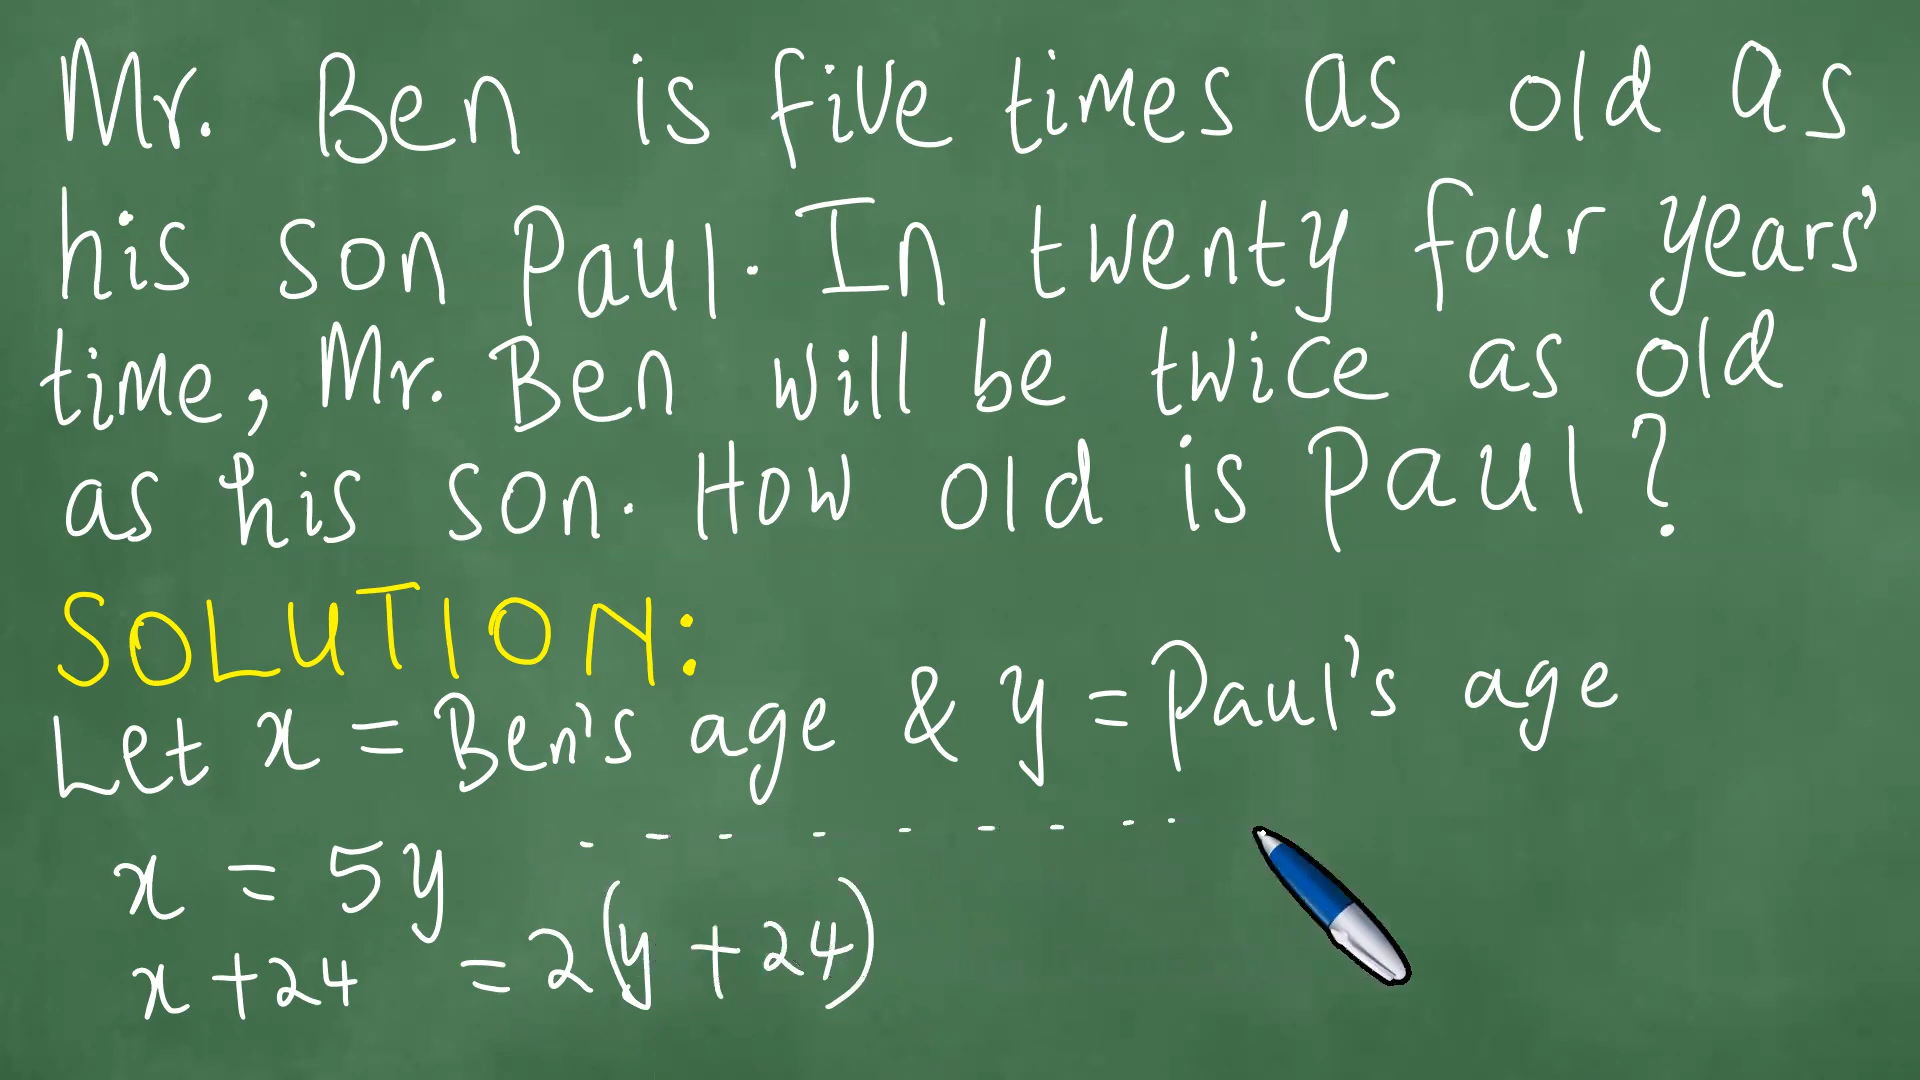 Mr. Ben is five times as old as
his son Paul. In twenty four years'
time, Mr. Ben will be twice as old
as his son. How old is Paul?
SOLUTION:
Let x = Ben's age & y = Paul's age
x = 5y - - - - - - - -
x + 24 = 2(y + 24)